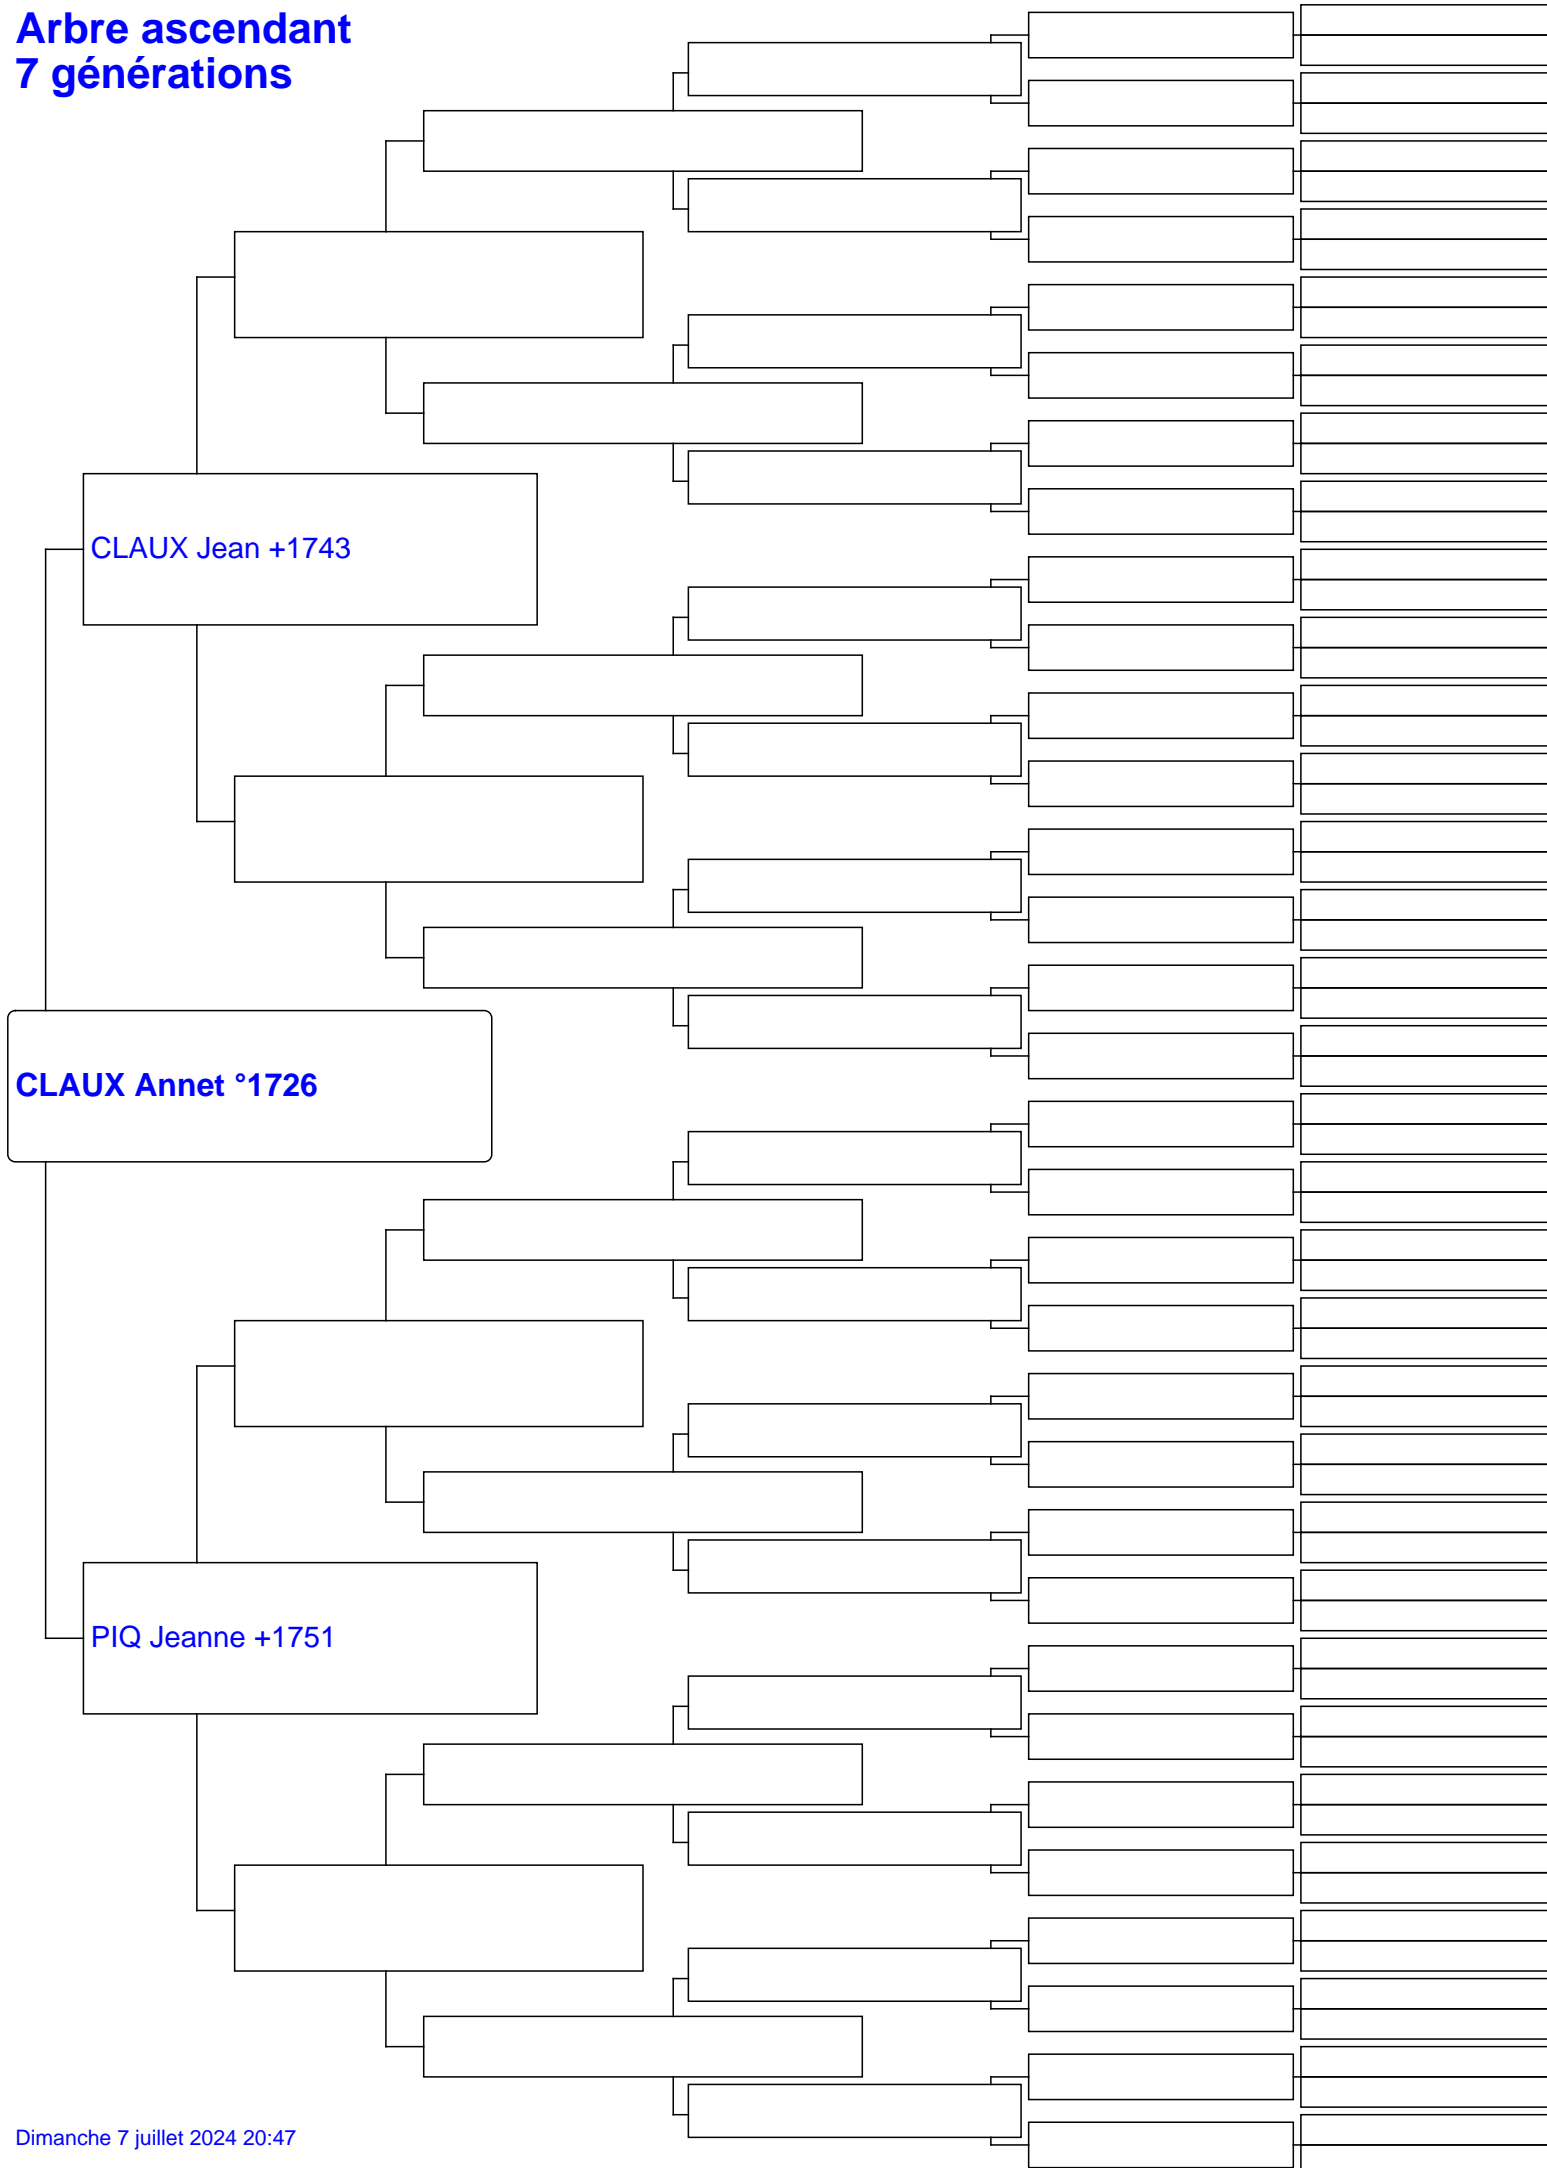 Arbre ascendant
7 générations
CLAUX Jean +1743
CLAUX Annet °1726
PIQ Jeanne +1751
Dimanche 7 juillet 2024 20:47